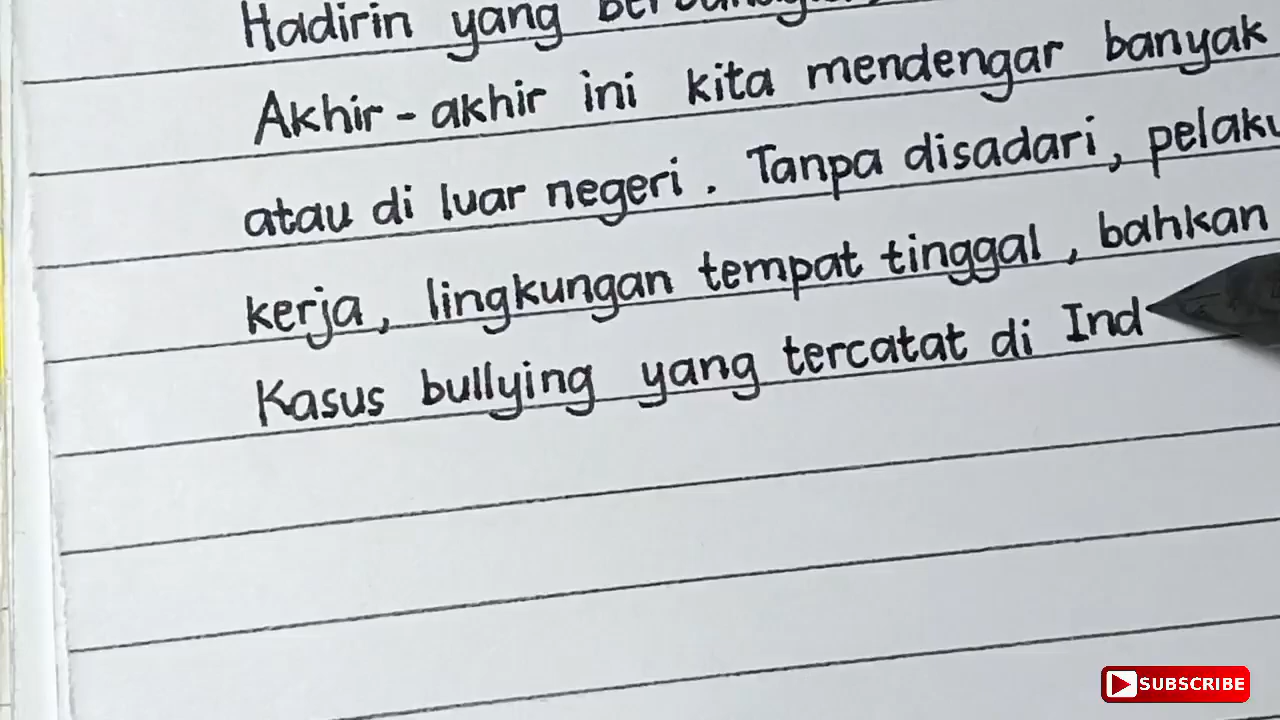 Hadirin yang
Akhir-akhir ini kita mendengar banyak
atau di luar negeri. Tanpa disadari, pelaku
kerja, lingkungan tempat tinggal, bahkan
Kasus bullying yang tercatat di Ind
SUBSCRIBE